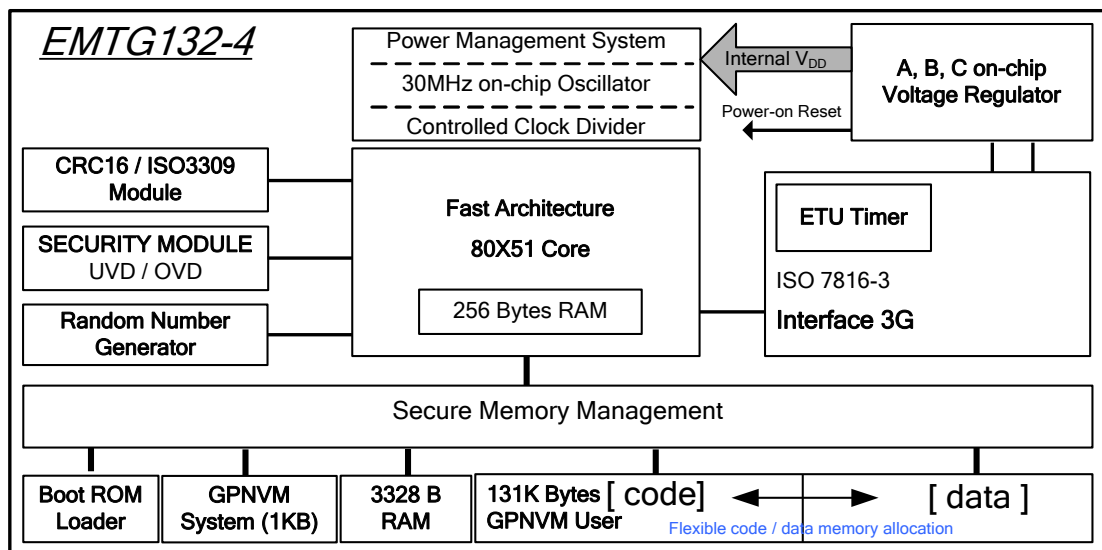 EMTG132-4
Power Management System
30MHz on-chip Oscillator
Controlled Clock Divider
Internal VDD
Power-on Reset
A, B, C on-chip
Voltage Regulator
CRC16 / ISO3309
Module
SECURITY MODULE
UVD / OVD
Random Number
Generator
Fast Architecture
80X51 Core
256 Bytes RAM
ETU Timer
ISO 7816-3
Interface 3G
Secure Memory Management
Boot ROM
Loader
GPNVM
System (1KB)
3328 B
RAM
131K Bytes [ code]
GPNVM User
[ data ]
Flexible code / data memory allocation